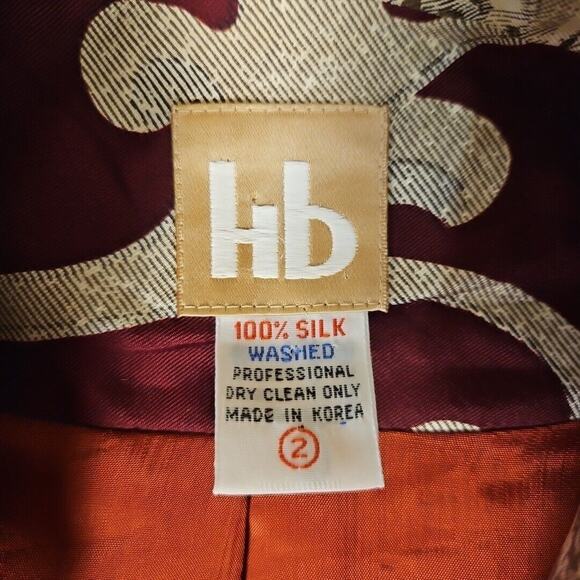 hb
100% SILK
WASHED
PROFESSIONAL
DRY CLEAN ONLY
MADE IN KOREA
2